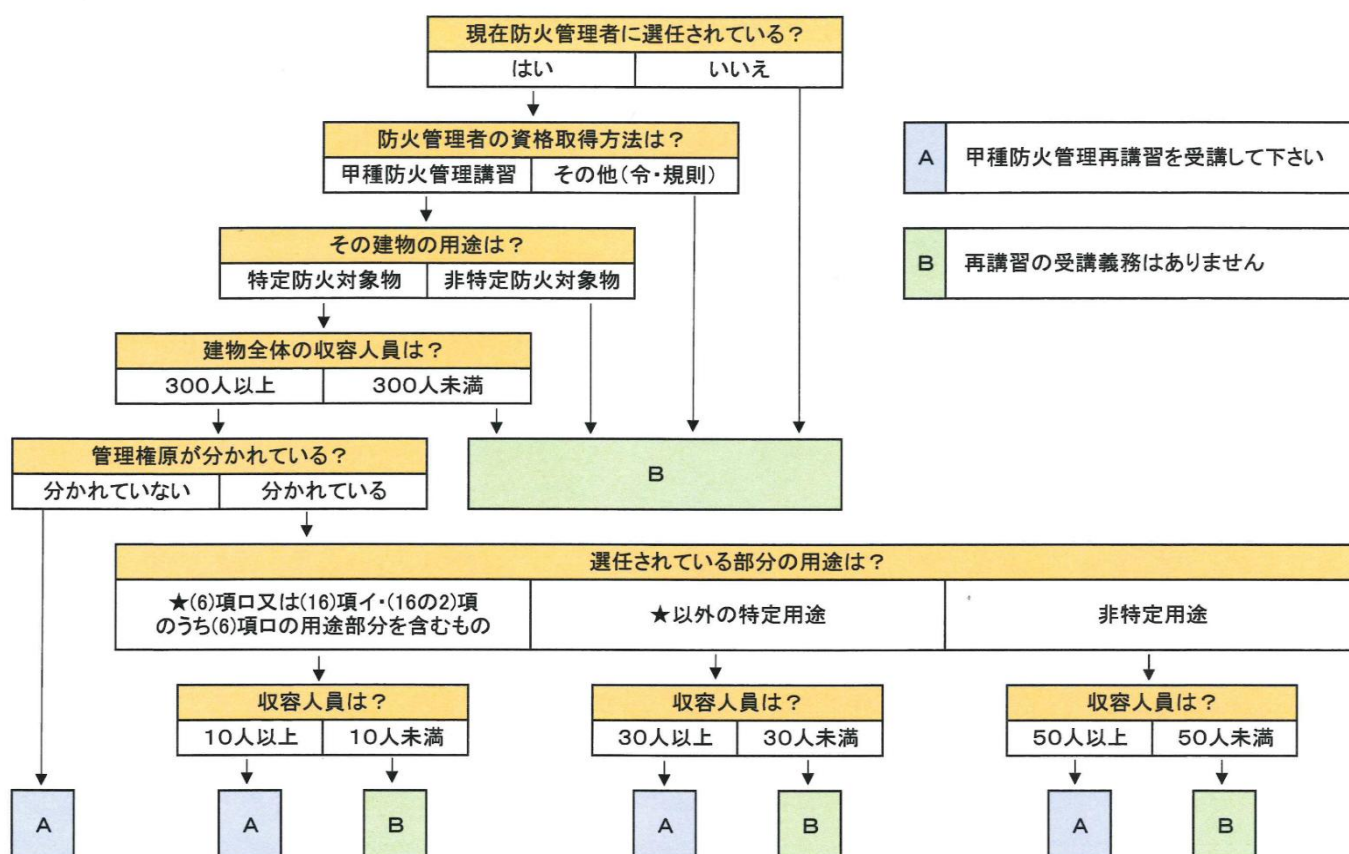 現在防火管理者に選任されている？
はい
いいえ
防火管理者の資格取得方法は？
甲種防火管理講習
その他（令・規則）
A
甲種防火管理再講習を受講して下さい
その建物の用途は？
特定防火対象物
非特定防火対象物
B
再講習の受講義務はありません
建物全体の収容人員は？
300人以上
300人未満
管理権原が分かれている？
分かれていない
分かれている
B
選任されている部分の用途は？
★(6)項ロ又は(16)項イ・(16の2)項
のうち(6)項ロの用途部分を含むもの
★以外の特定用途
非特定用途
収容人員は？
10人以上
10人未満
収容人員は？
30人以上
30人未満
収容人員は？
50人以上
50人未満
A
A
B
A
B
A
B